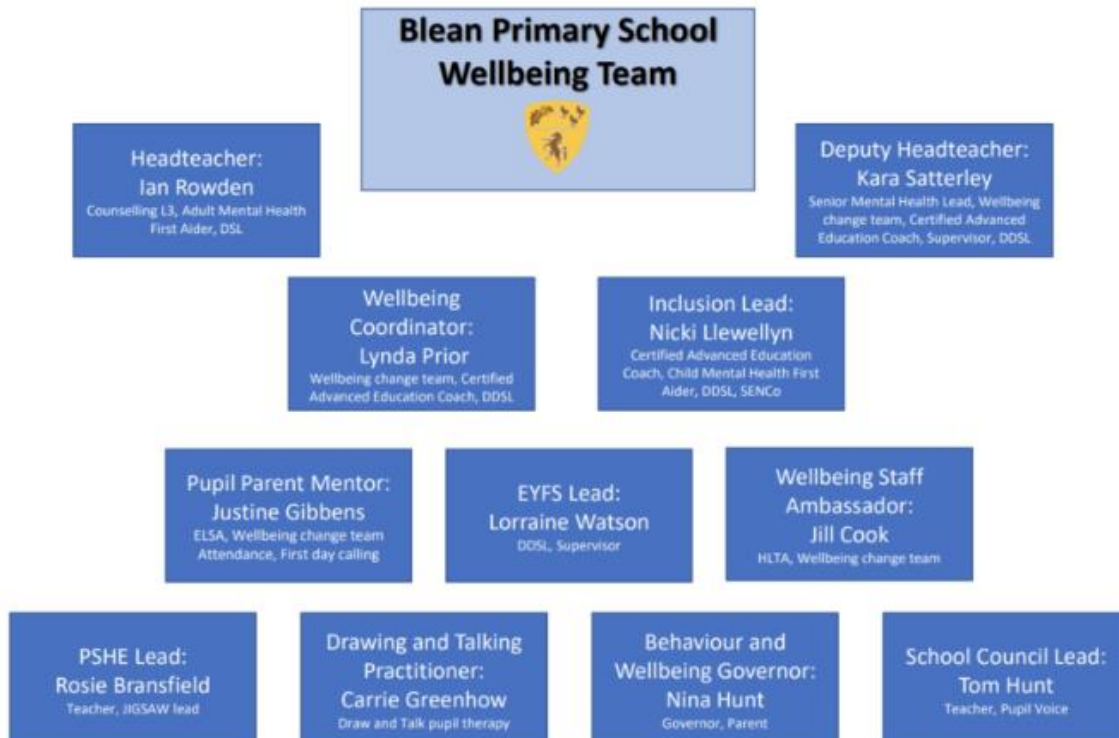 Blean Primary School
Wellbeing Team
Headteacher:
Ian Rowden
Counselling L3, Adult Mental Health
First Aider, DSL
Deputy Headteacher:
Kara Satterley
Senior Mental Health Lead, Wellbeing
change team, Certified Advanced
Education Coach, Supervisor, DDSL
Wellbeing
Coordinator:
Lynda Prior
Wellbeing change team, Certified
Advanced Education Coach, DDSL
Inclusion Lead:
Nicki Llewellyn
Certified Advanced Education
Coach, Child Mental Health First
Aider, DDSL, SENCo
Pupil Parent Mentor:
Justine Gibbens
ELSA, Wellbeing change team
Attendance, First day calling
EYFS Lead:
Lorraine Watson
DDSL, Supervisor
Wellbeing Staff
Ambassador:
Jill Cook
HLTA, Wellbeing change team
PSHE Lead:
Rosie Bransfield
Teacher, JIGSAW lead
Drawing and Talking
Practitioner:
Carrie Greenhow
Draw and Talk pupil therapy
Behaviour and
Wellbeing Governor:
Nina Hunt
Governor, Parent
School Council Lead:
Tom Hunt
Teacher, Pupil Voice